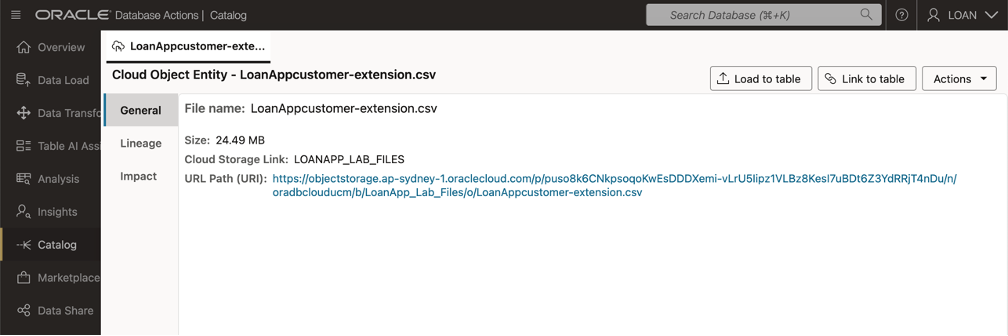 ORACLE Database Actions | Catalog
Search Database (⌘+K)
LOAN
Overview
Data Load
Data Transfo
Table AI Assi
Analysis
Insights
Catalog
Marketplace
Data Share
LoanAppcustomer-exte...
Cloud Object Entity - LoanAppcustomer-extension.csv
Load to table
Link to table
Actions
General
Lineage
Impact
File name: LoanAppcustomer-extension.csv
Size: 24.49 MB
Cloud Storage Link: LOANAPP_LAB_FILES
URL Path (URI): https://objectstorage.ap-sydney-1.oraclecloud.com/p/puso8k6CNkpsoqoKwEsDDDXemi-vLrU5lipz1VLBz8Kesl7uBDt6Z3YdRRjT4nDu/n/
oradbclouducm/b/LoanApp_Lab_Files/o/LoanAppcustomer-extension.csv